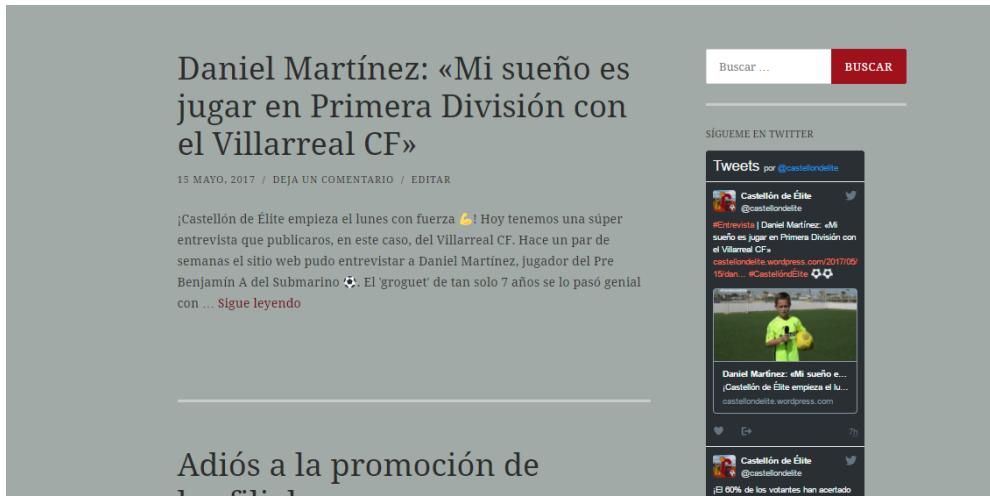 Daniel Martínez: «Mi sueño es
jugar en Primera División con
el Villarreal CF»
15 MAYO, 2017 / DEJA UN COMENTARIO / EDITAR
¡Castellón de Élite empieza el lunes con fuerza 💪! Hoy tenemos una súper
entrevista que publicaros, en este caso, del Villarreal CF. Hace un par de
semanas el sitio web pudo entrevistar a Daniel Martínez, jugador del Pre
Benjamín A del Submarino ⚽. El 'groguet' de tan solo 7 años se lo pasó genial
con … Sigue leyendo
Adiós a la promoción de
Buscar …
BUSCAR
SÍGUEME EN TWITTER
Tweets por @castellondelite
Castellón de Élite
@castellondelite
#Entrevista | Daniel Martínez: «Mi
sueño es jugar en Primera División con
el Villarreal CF»
castellondelite.wordpress.com/2017/05/
15/dan… #CastellóndÉlite ⚽⚽
Daniel Martínez: «Mi sueño e...
¡Castellón de Élite empieza el lu...
castellondelite.wordpress.com
7h
Castellón de Élite
@castellondelite
¡El 60% de los votantes han acertado